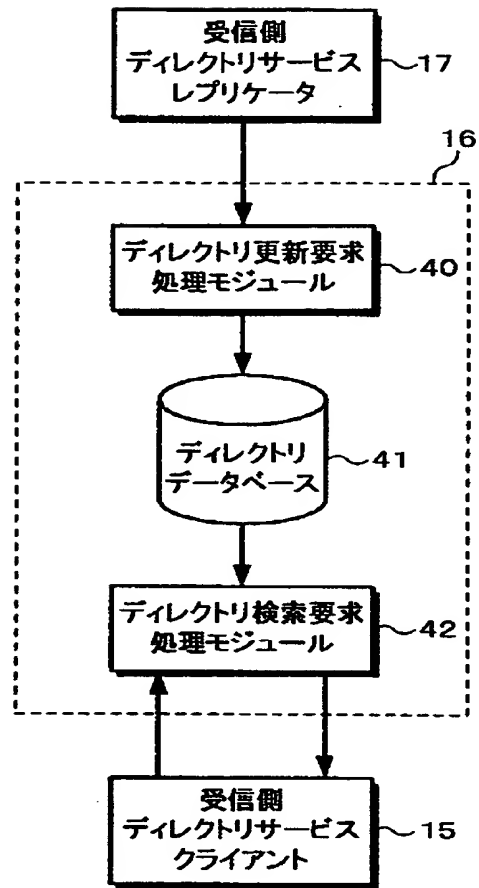 受信側
ディレクトリサービス
レプリケータ
17
16
ディレクトリ更新要求
処理モジュール
40
ディレクトリ
データベース
41
ディレクトリ検索要求
処理モジュール
42
受信側
ディレクトリサービス
クライアント
15